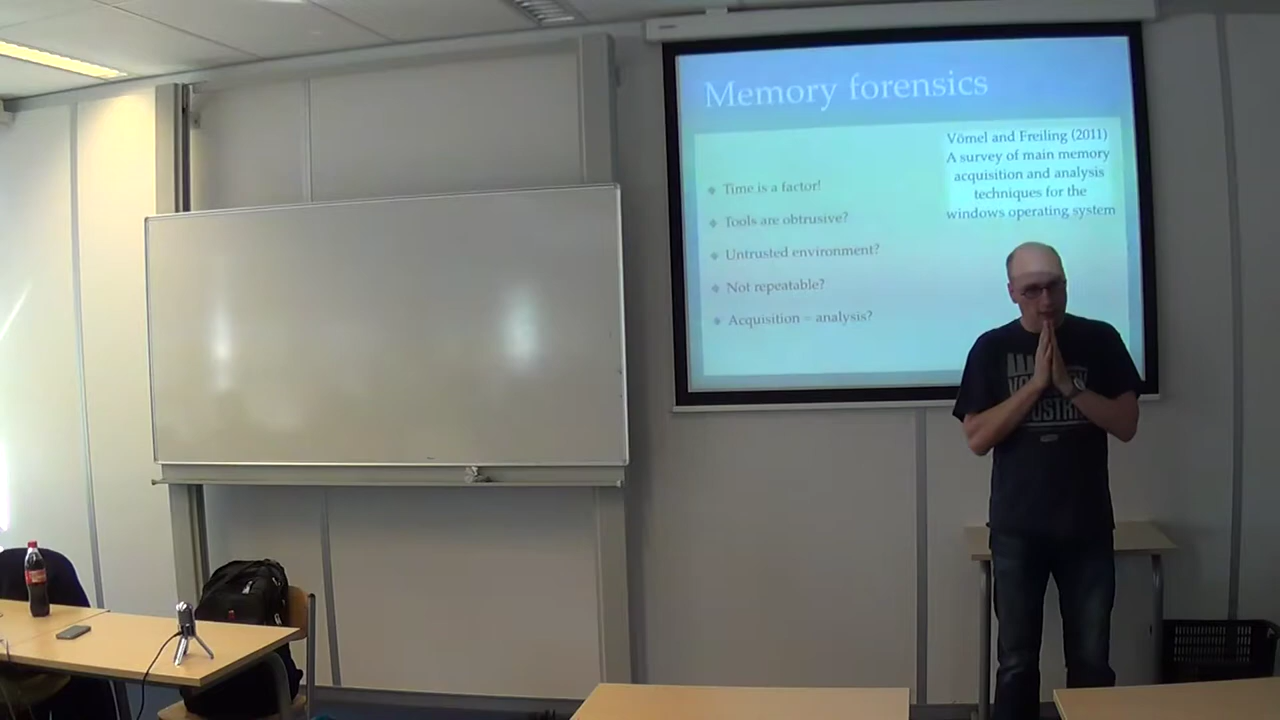 Memory forensics
Vömel and Freiling (2011)
A survey of main memory
acquisition and analysis
techniques for the
windows operating system
Time is a factor!
Tools are obtrusive?
Untrusted environment?
Not repeatable?
Acquisition = analysis?